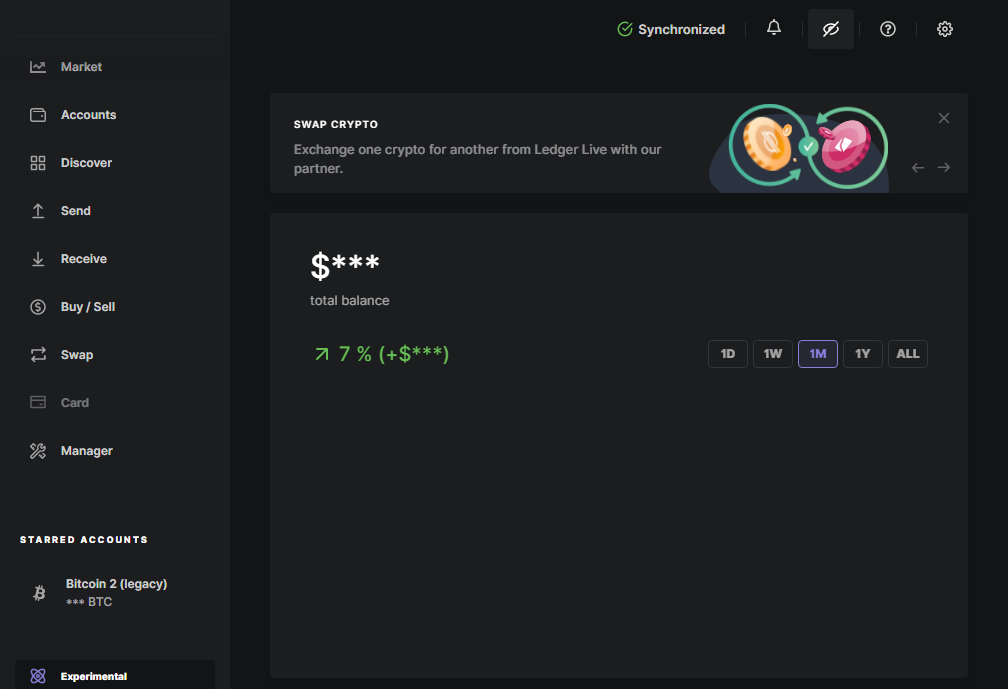 Synchronized
Market
Accounts
Discover
Send
Receive
Buy / Sell
Swap
Card
Manager
STARRED ACCOUNTS
Bitcoin 2 (legacy)
*** BTC
Experimental
SWAP CRYPTO
Exchange one crypto for another from Ledger Live with our
partner.
$***
total balance
7 % (+$***)
1D 1W 1M 1Y ALL